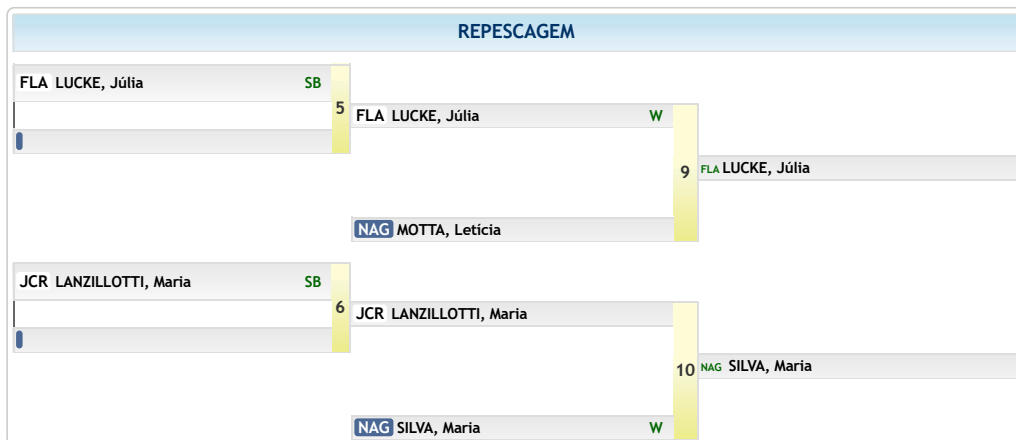 REPESCAGEM
FLA LUCKE, Júlia SB
5
FLA LUCKE, Júlia W
9
FLA LUCKE, Júlia
NAG MOTTA, Letícia
JCR LANZILLOTTI, Maria SB
6
JCR LANZILLOTTI, Maria
10
NAG SILVA, Maria
NAG SILVA, Maria W